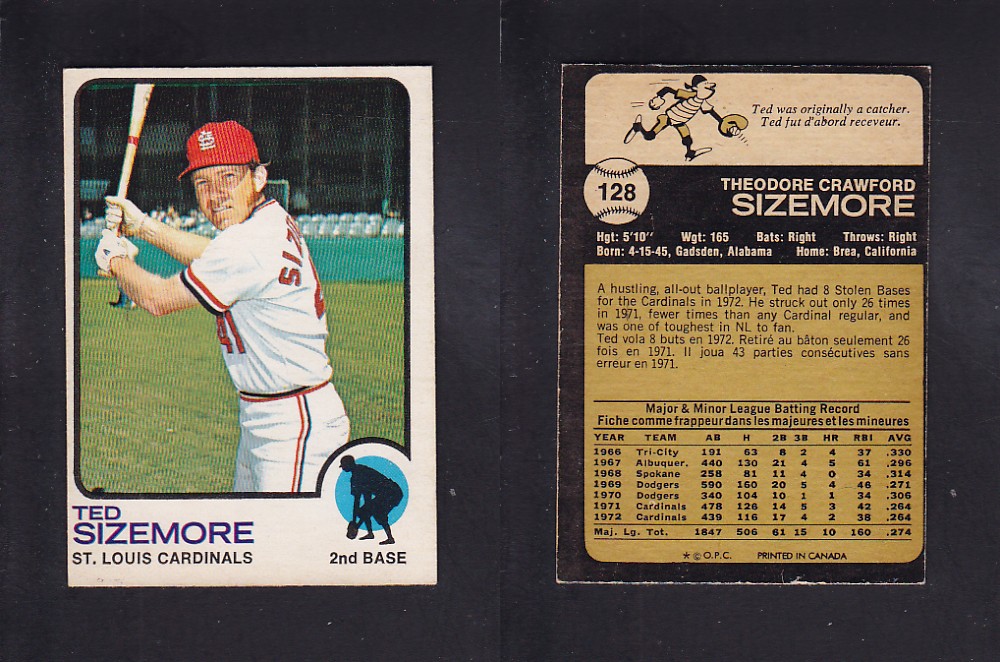 SIZ
41
TED
SIZEMORE
ST. LOUIS CARDINALS
2nd BASE
Ted was originally a catcher.
Ted fut d'abord receveur.
128
THEODORE CRAWFORD
SIZEMORE
Hgt: 5'10" Wgt: 165 Bats: Right Throws: Right
Born: 4-15-45, Gadsden, Alabama Home: Brea, California
A hustling, all-out ballplayer, Ted had 8 Stolen Bases
for the Cardinals in 1972. He struck out only 26 times
in 1971, fewer times than any Cardinal regular, and
was one of toughest in NL to fan.
Ted vola 8 buts en 1972. Retiré au bâton seulement 26
fois en 1971. Il joua 43 parties consécutives sans
erreur en 1971.
Major & Minor League Batting Record
Fiche comme frappeur dans les majeures et les mineures
YEAR TEAM AB H 2B 3B HR RBI AVG
1966 Tri-City 191 63 8 2 4 37 .330
1967 Albuquer. 440 130 21 4 5 61 .296
1968 Spokane 258 81 11 4 0 34 .314
1969 Dodgers 590 160 20 5 4 46 .271
1970 Dodgers 340 104 10 1 1 34 .306
1971 Cardinals 478 126 14 5 3 42 .264
1972 Cardinals 439 116 17 4 2 38 .264
Maj. Lg. Tot. 1847 506 61 15 10 160 .274
* © O.P.C. PRINTED IN CANADA